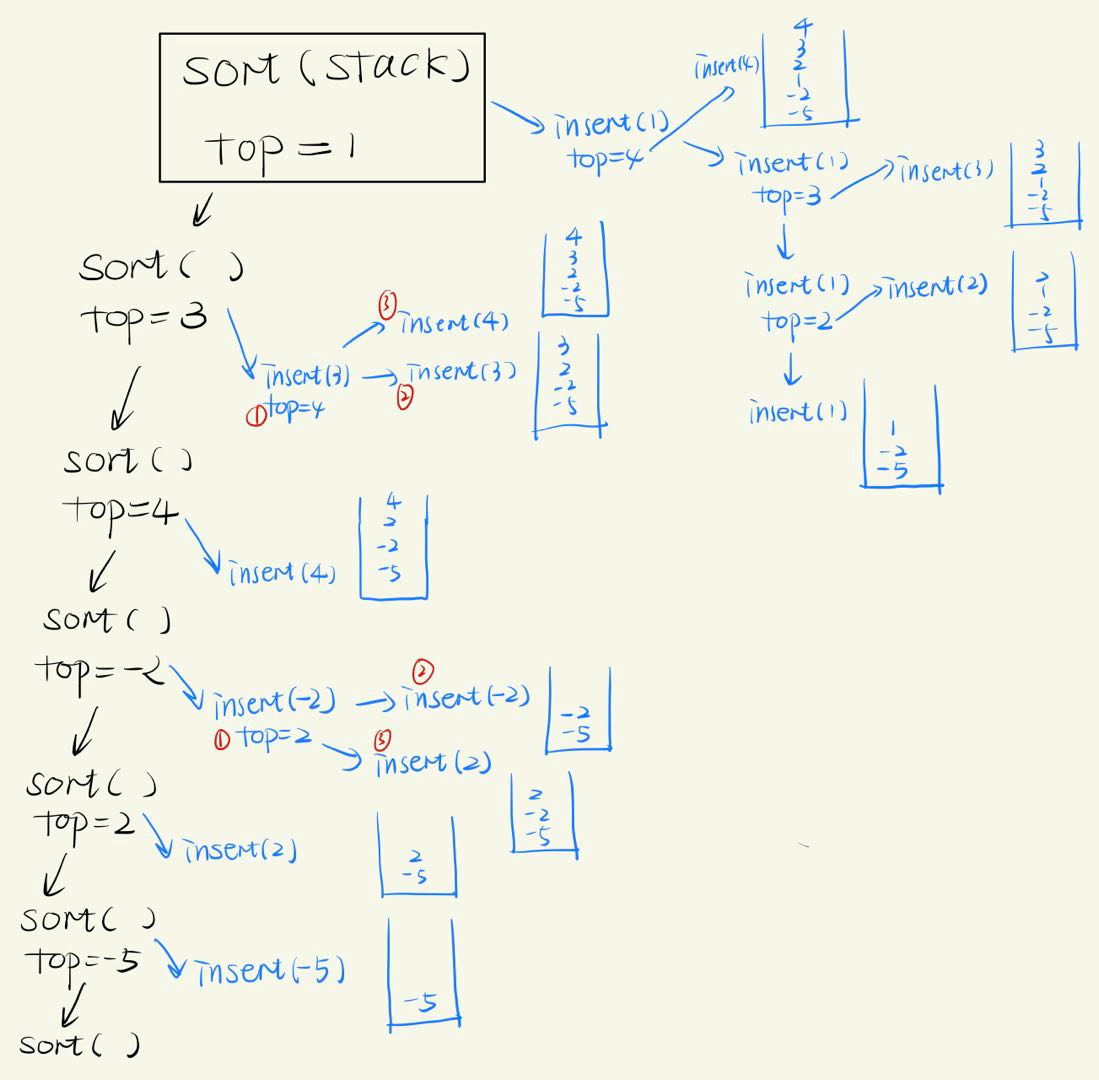 sort (stack)
top = 1
insert(1)
top=4
insert(4)
4
3
2
1
-2
-5
insert(1)
top=3
insert(3)
3
2
1
-2
-5
insert(1)
top=2
insert(2)
2
1
-2
-5
insert(1)
1
-2
-5
sort( )
top=3
① insert(3)
top=4
② insert(3)
3
2
-2
-5
③ insert(4)
4
3
2
-2
-5
sort( )
top=4
insert(4)
4
2
-2
-5
sort( )
top=-2
① insert(-2)
top=2
② insert(-2)
-2
-5
③ insert(2)
2
-2
-5
sort( )
top=2
insert(2)
2
-5
sort( )
top=-5
insert(-5)
-5
sort( )